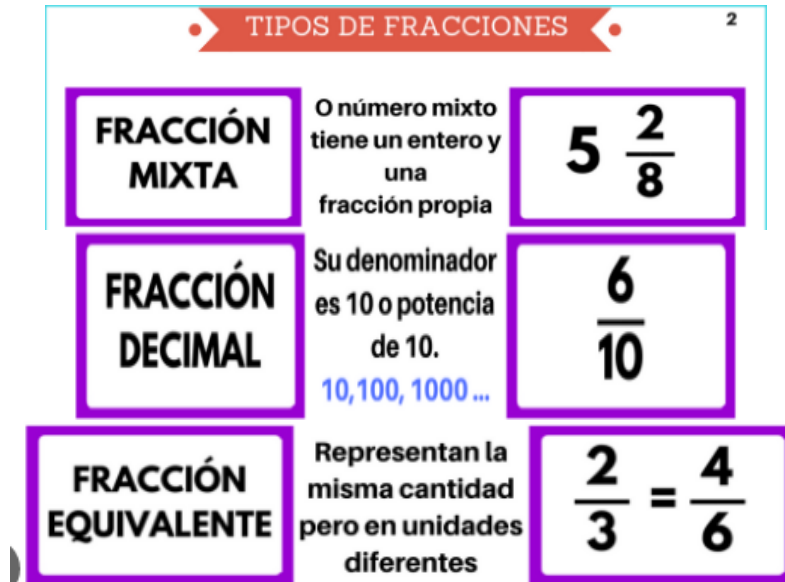 TIPOS DE FRACCIONES
2
FRACCIÓN
MIXTA
O número mixto
tiene un entero y
una
fracción propia
5 2/8
FRACCIÓN
DECIMAL
Su denominador
es 10 o potencia
de 10.
10,100, 1000 ...
6/10
FRACCIÓN
EQUIVALENTE
Representan la
misma cantidad
pero en unidades
diferentes
2/3 = 4/6